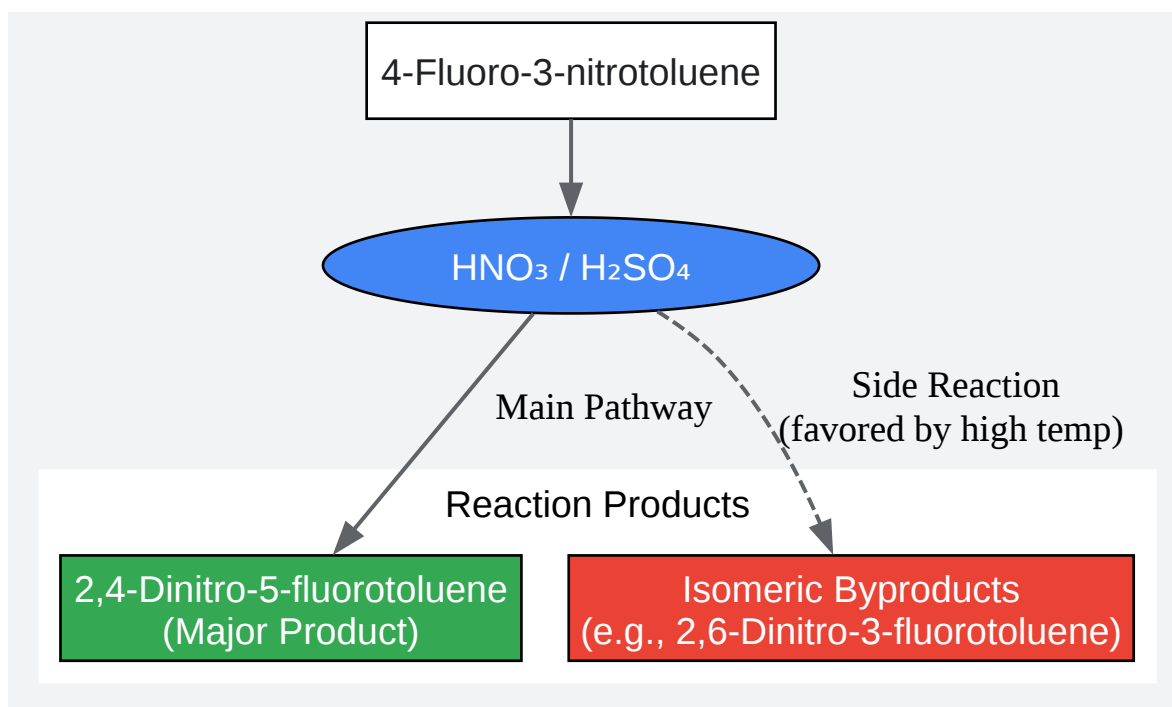 4-Fluoro-3-nitrotoluene
HNO₃ / H₂SO₄
Main Pathway
Side Reaction
(favored by high temp)
Reaction Products
2,4-Dinitro-5-fluorotoluene
(Major Product)
Isomeric Byproducts
(e.g., 2,6-Dinitro-3-fluorotoluene)